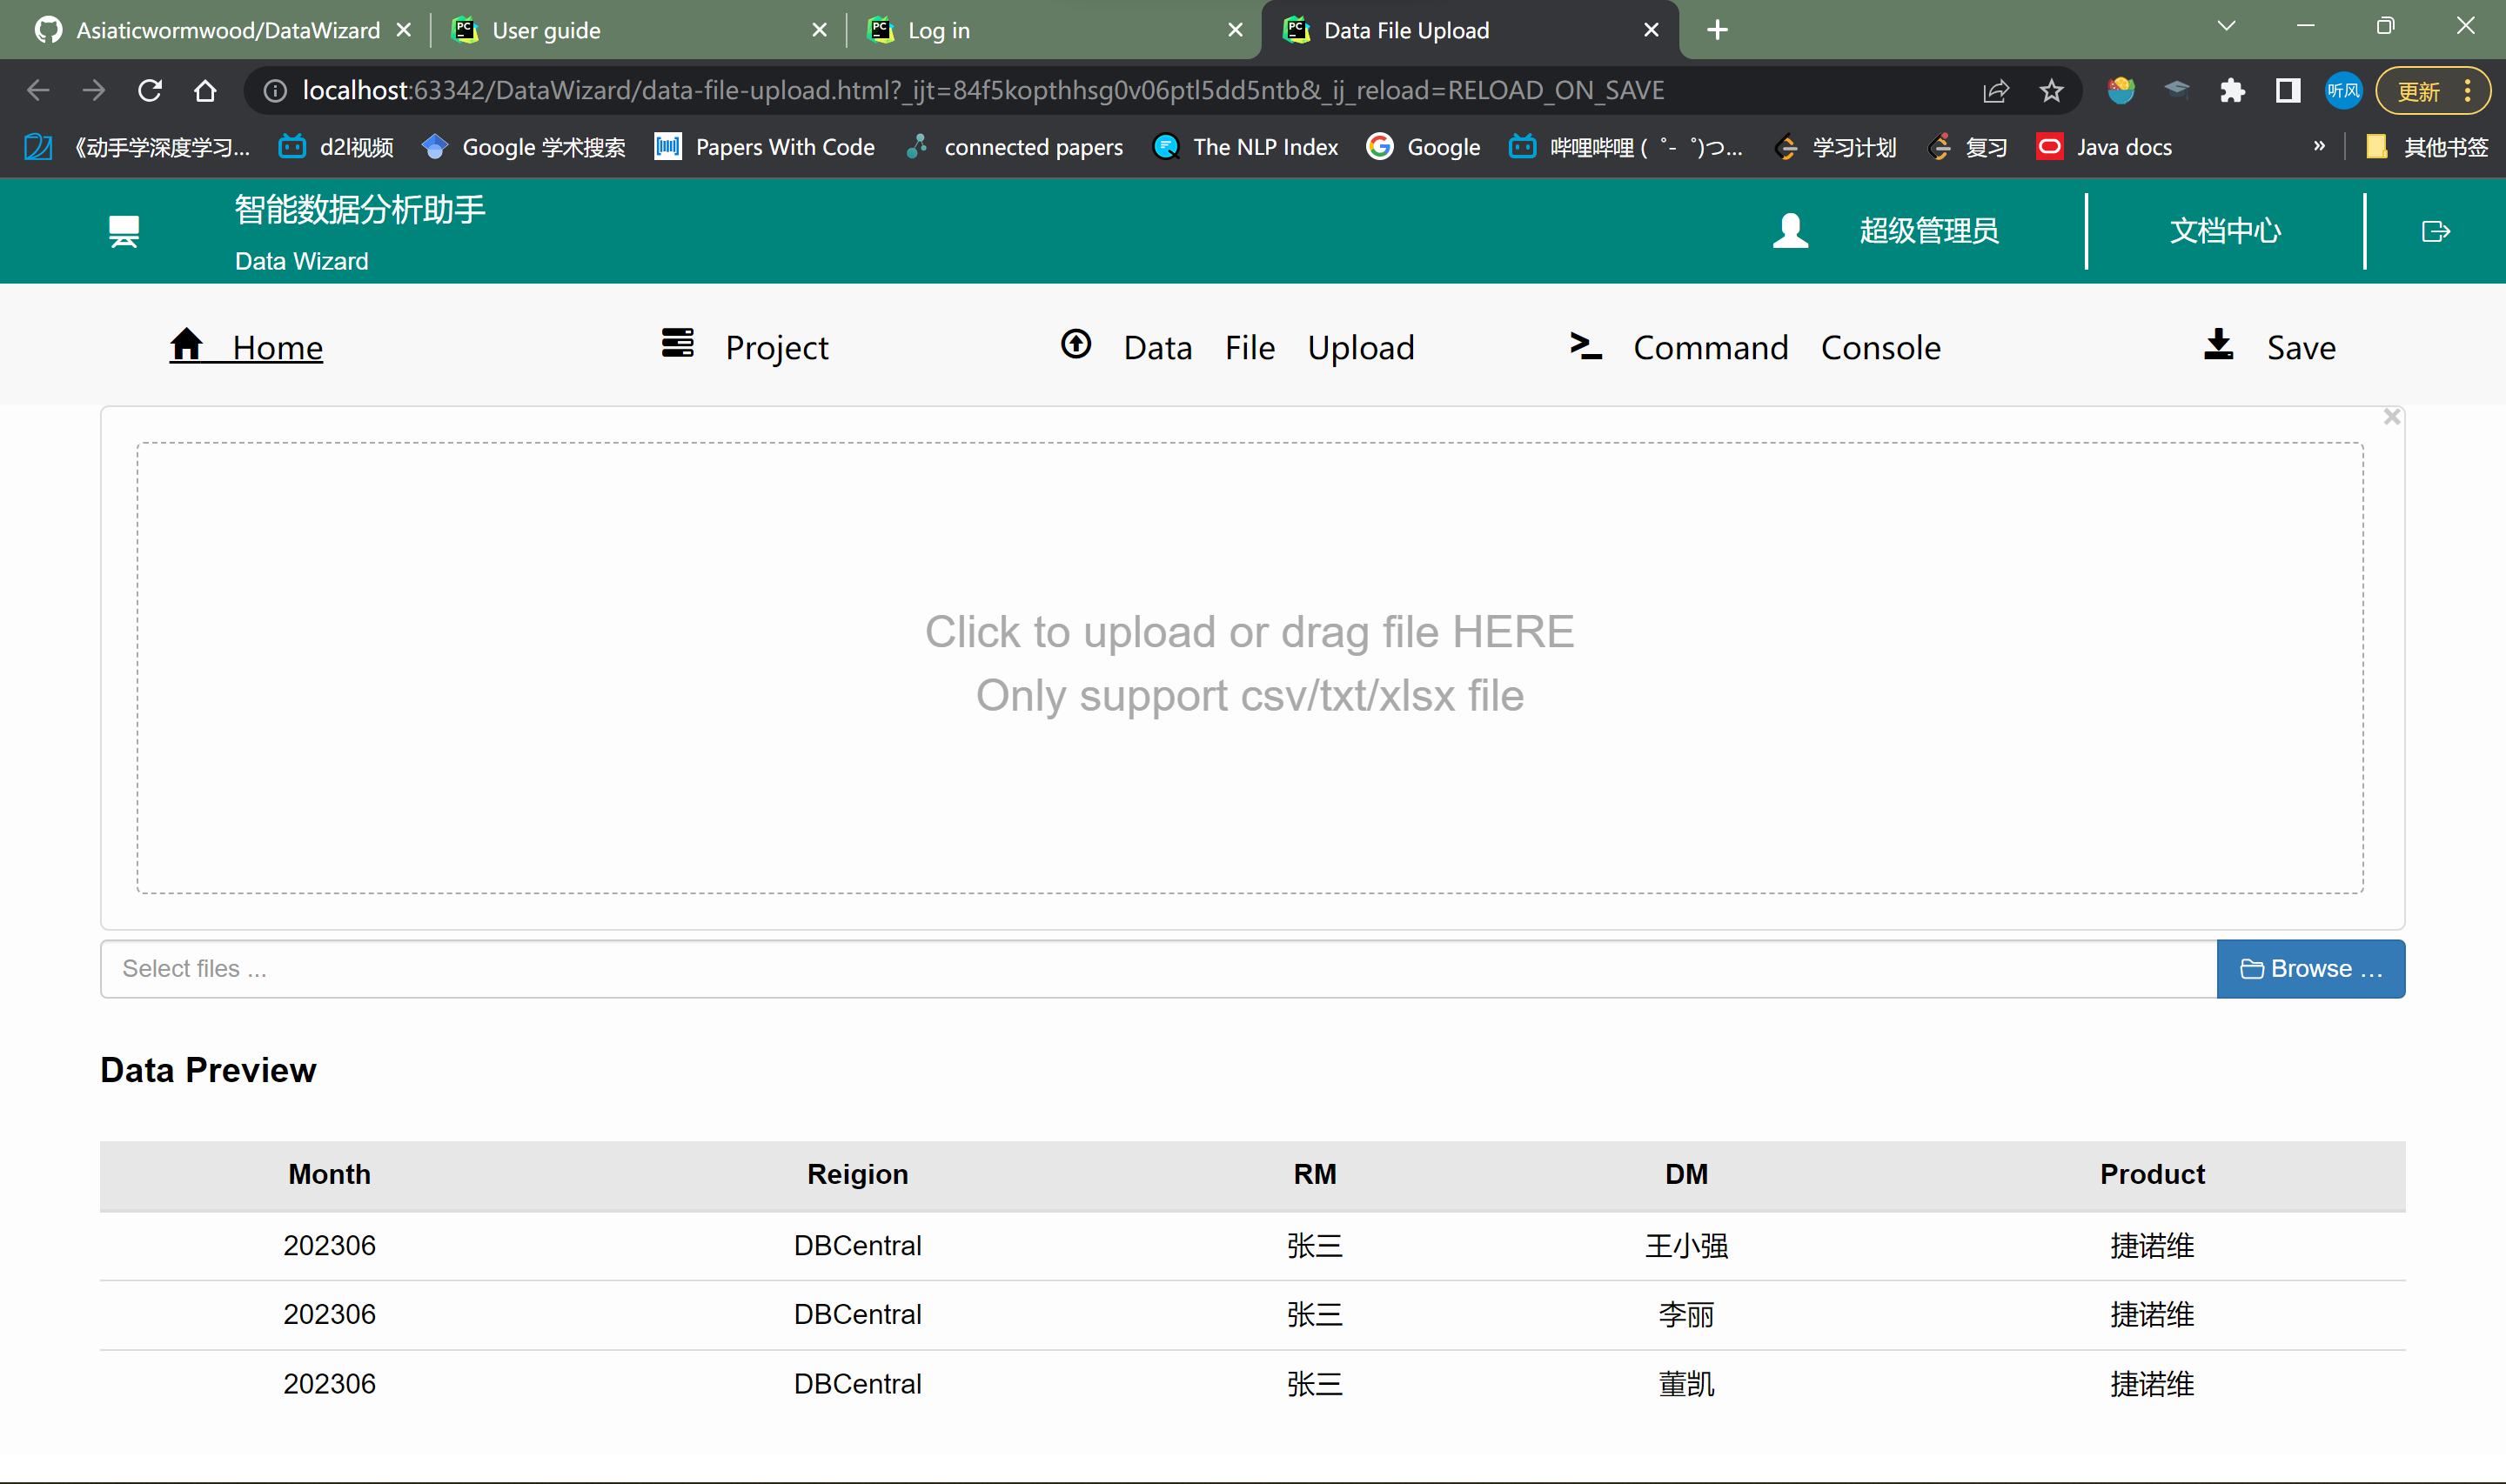 Asiaticwormwood/DataWizard
User guide
Log in
Data File Upload
localhost:63342/DataWizard/data-file-upload.html?_ijt=84f5kopthhsg0v06ptl5dd5ntb&_ij_reload=RELOAD_ON_SAVE
听风
更新
《动手学深度学习...
d2l视频
Google 学术搜索
Papers With Code
connected papers
The NLP Index
Google
哔哩哔哩 ( ゜- ゜)つ...
学习计划
复习
Java docs
»
其他书签
智能数据分析助手
Data Wizard
超级管理员
文档中心
Home
Project
Data File Upload
Command Console
Save
Click to upload or drag file HERE
Only support csv/txt/xlsx file
Select files ...
Browse ...
Data Preview
Month Reigion RM DM Product
202306 DBCentral 张三 王小强 捷诺维
202306 DBCentral 张三 李丽 捷诺维
202306 DBCentral 张三 董凯 捷诺维